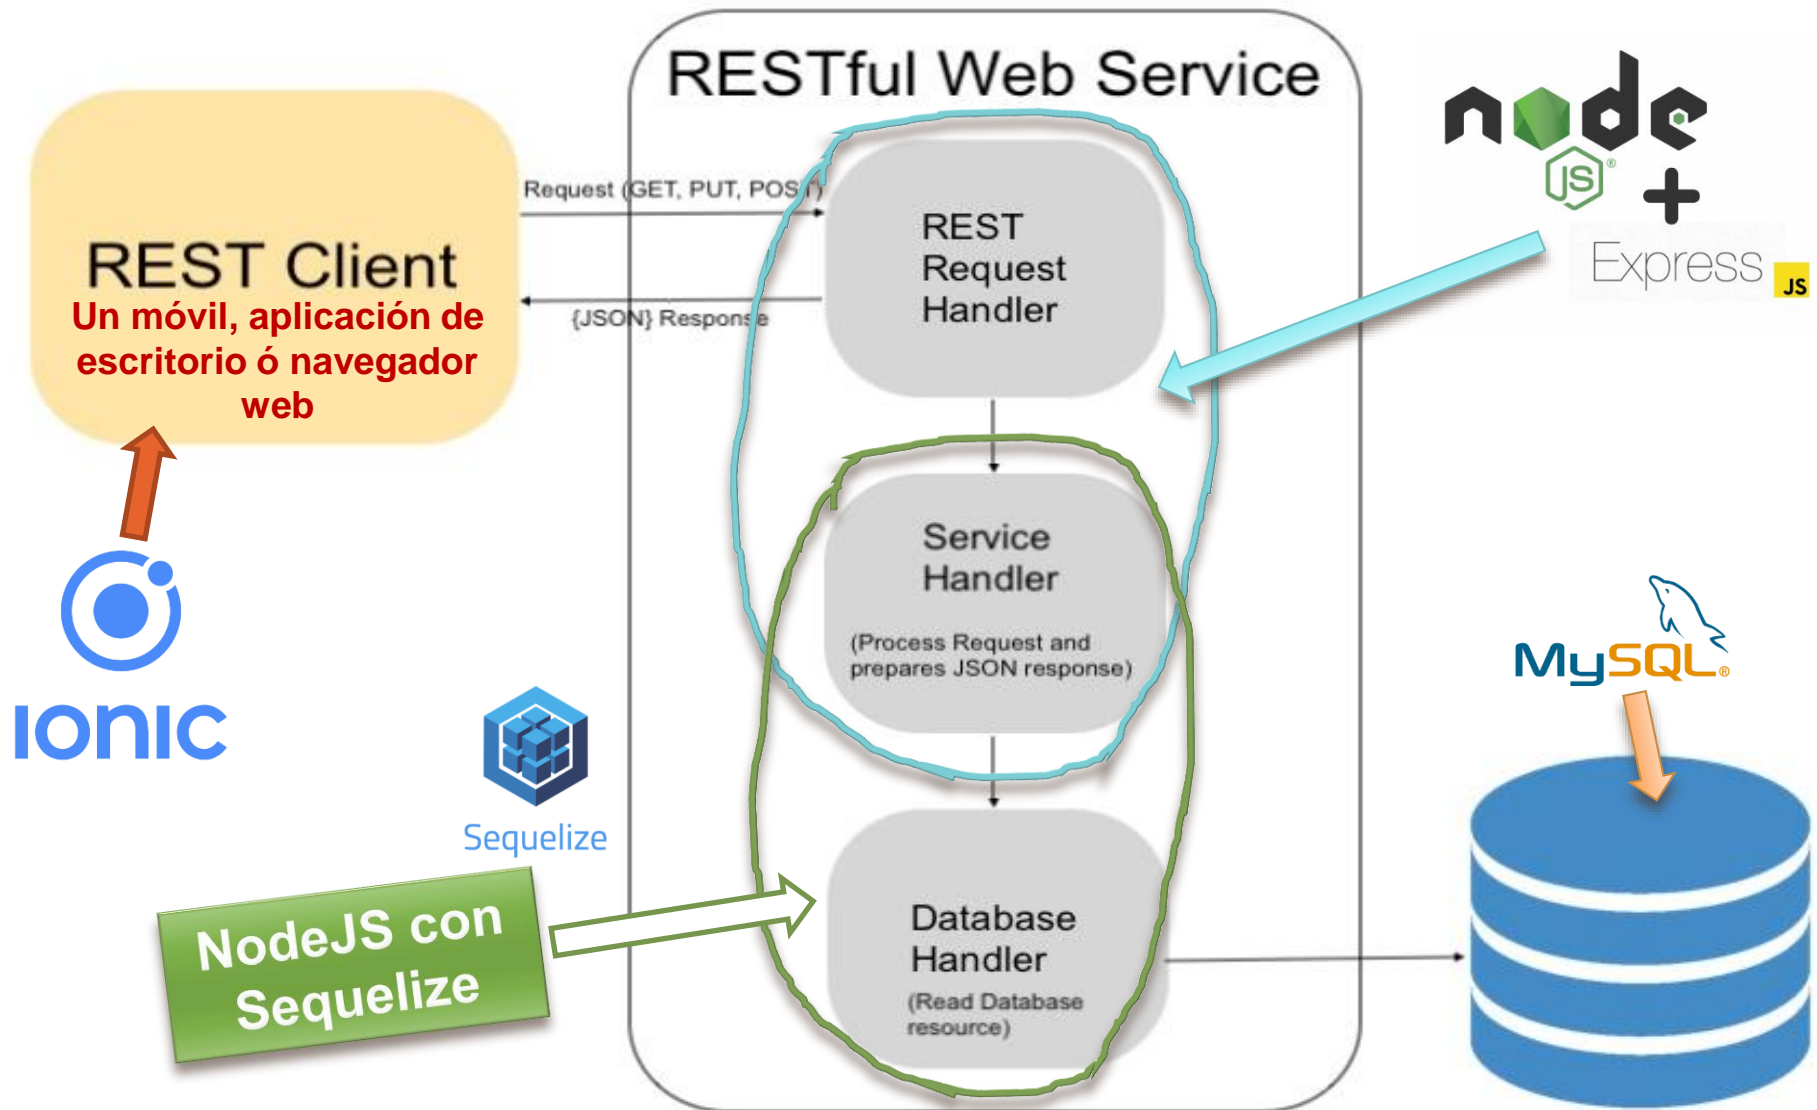 RESTful Web Service
node
JS
+
Express JS
REST Client
Un móvil, aplicación de
escritorio ó navegador
web
Request (GET, PUT, POST)
{JSON} Response
REST
Request
Handler
Service
Handler
(Process Request and
prepares JSON response)
Database
Handler
(Read Database
resource)
IONIC
Sequelize
NodeJS con
Sequelize
MySQL